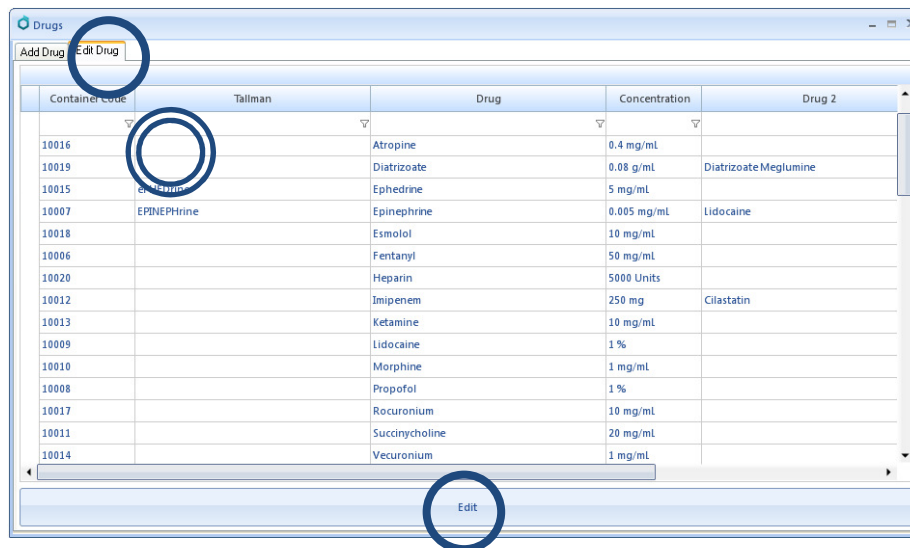 Drugs
Add Drug Edit Drug
Container Code Tallman Drug Concentration Drug 2
10016 Atropine 0.4 mg/mL
10019 Diatrizoate 0.08 g/mL Diatrizoate Meglumine
10015 ePHEDrine Ephedrine 5 mg/mL
10007 EPINEPHrine Epinephrine 0.005 mg/mL Lidocaine
10018 Esmolol 10 mg/mL
10006 Fentanyl 50 mg/mL
10020 Heparin 5000 Units
10012 Imipenem 250 mg Cilastatin
10013 Ketamine 10 mg/mL
10009 Lidocaine 1 %
10010 Morphine 1 mg/mL
10008 Propofol 1 %
10017 Rocuronium 10 mg/mL
10011 Succinycholine 20 mg/mL
10014 Vecuronium 1 mg/mL
Edit